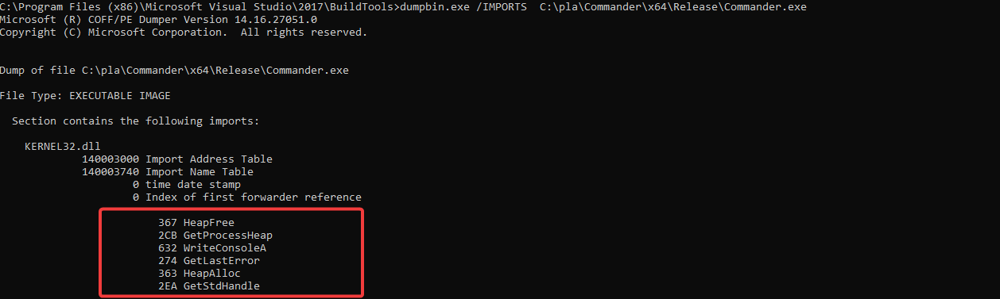 C:\Program Files (x86)\Microsoft Visual Studio\2017\BuildTools>dumpbin.exe /IMPORTS  C:\pla\Commander\x64\Release\Commander.exe
Microsoft (R) COFF/PE Dumper Version 14.16.27051.0
Copyright (C) Microsoft Corporation.  All rights reserved.
Dump of file C:\pla\Commander\x64\Release\Commander.exe
File Type: EXECUTABLE IMAGE
Section contains the following imports:
KERNEL32.dll
140003000 Import Address Table
140003740 Import Name Table
0 time date stamp
0 Index of first forwarder reference
367 HeapFree
2CB GetProcessHeap
632 WriteConsoleA
274 GetLastError
363 HeapAlloc
2EA GetStdHandle